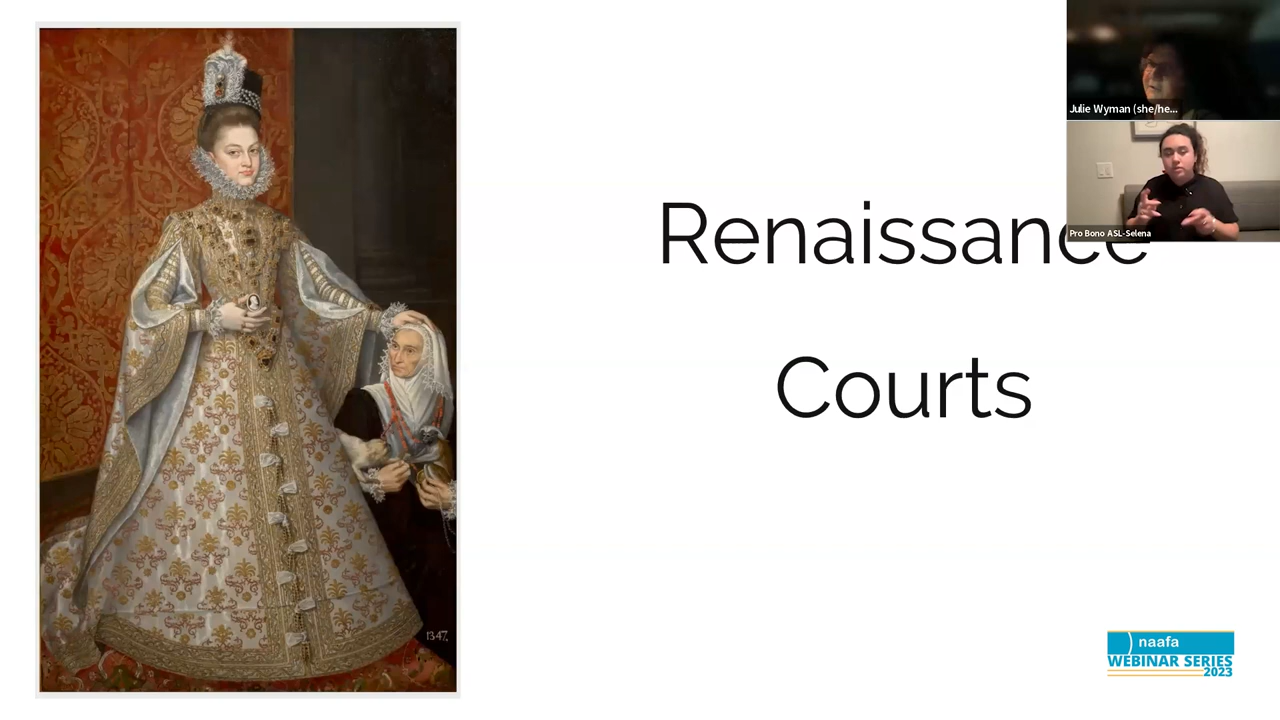 Julie Wyman (she/he...
Pro Bono ASL-Selena
Renaissance
Courts
1347,
naafa
WEBINAR SERIES
2023